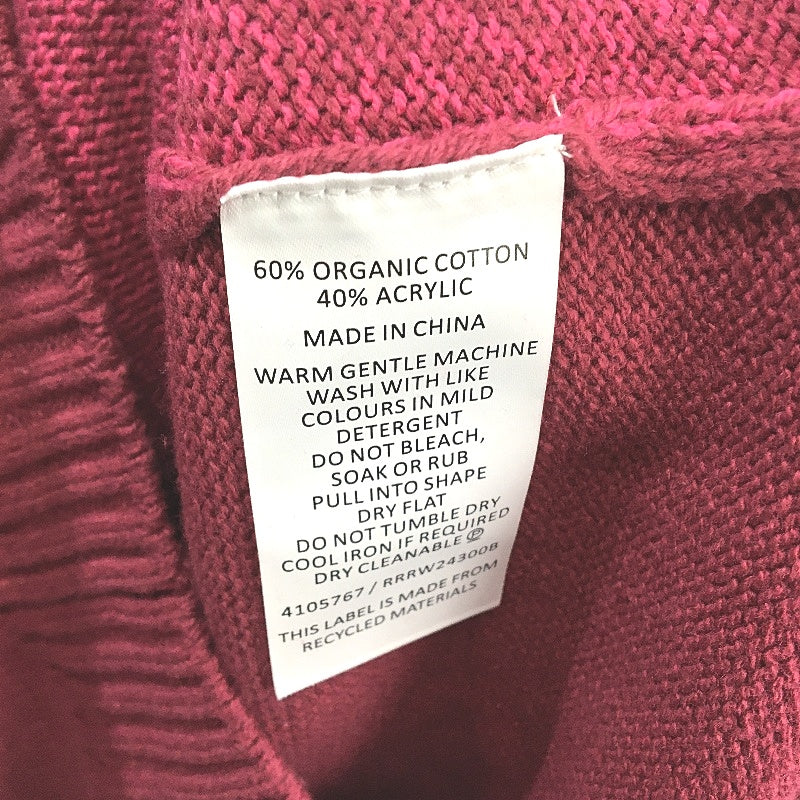 60% ORGANIC COTTON
40% ACRYLIC
MADE IN CHINA
WARM GENTLE MACHINE
WASH WITH LIKE
COLOURS IN MILD
DETERGENT
DO NOT BLEACH,
SOAK OR RUB
PULL INTO SHAPE
DRY FLAT
DO NOT TUMBLE DRY
COOL IRON IF REQUIRED
DRY CLEANABLE Ⓟ
4105767 / RRRW24300B
THIS LABEL IS MADE FROM
RECYCLED MATERIALS